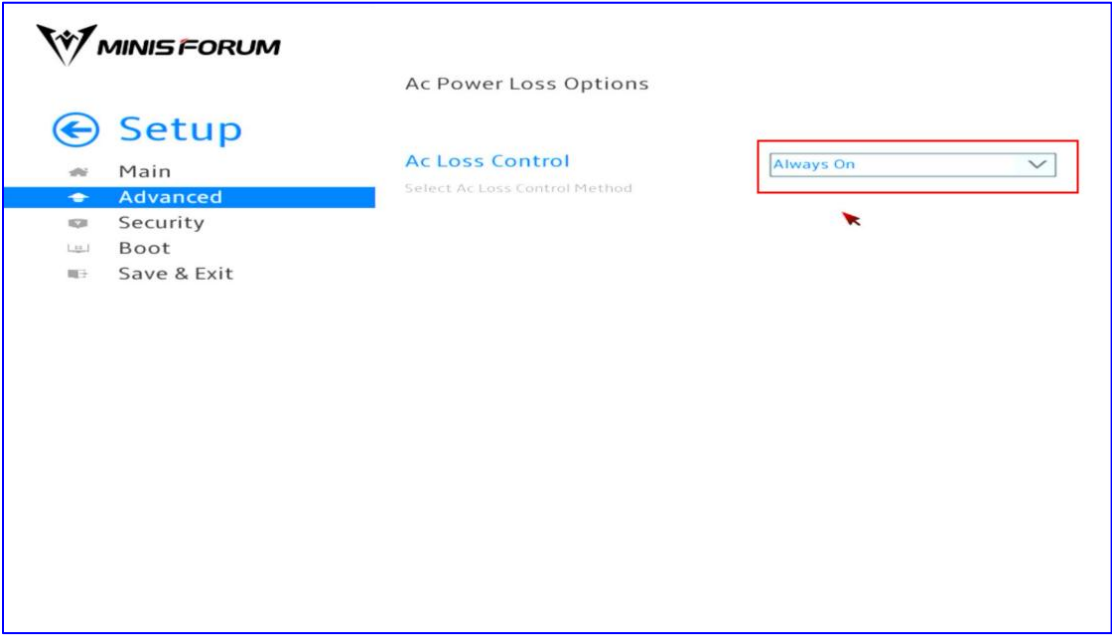 MINISFORUM
Ac Power Loss Options
Setup
Main
Advanced
Security
Boot
Save & Exit
Ac Loss Control
Select Ac Loss Control Method
Always On